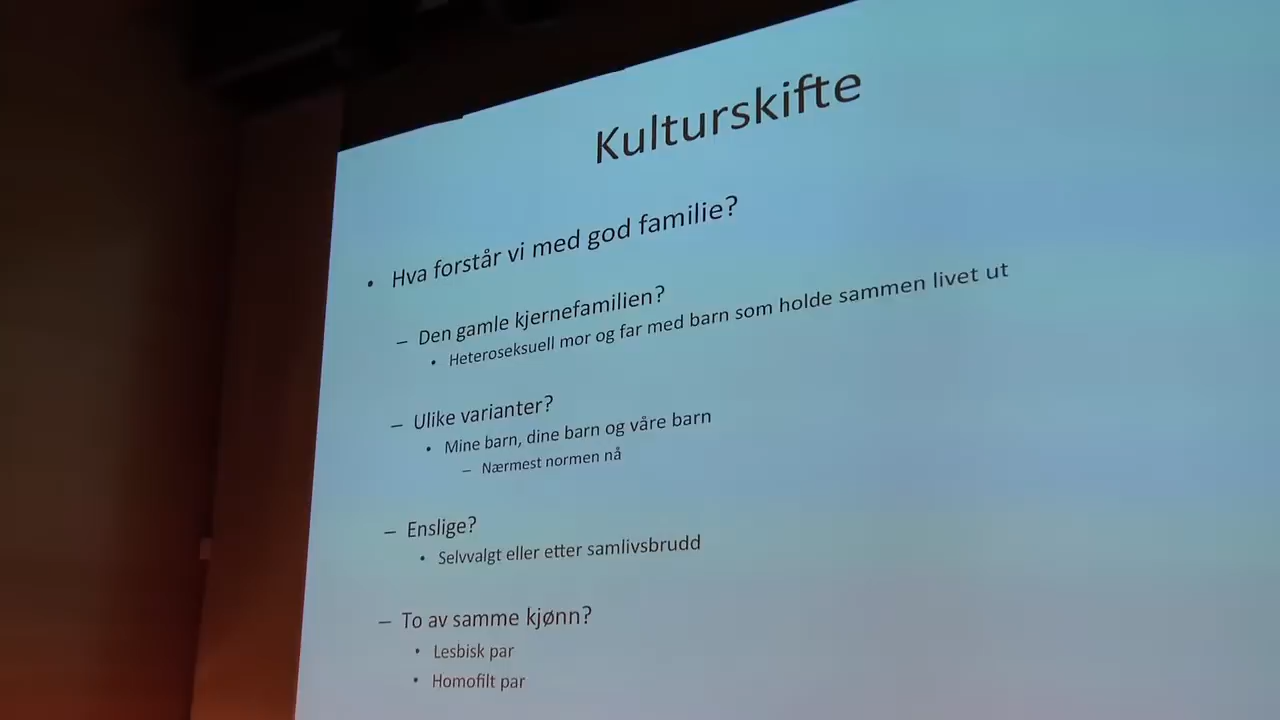 Kulturskifte
• Hva forstår vi med god familie?
– Den gamle kjernefamilien?
• Heteroseksuell mor og far med barn som holde sammen livet ut
– Ulike varianter?
• Mine barn, dine barn og våre barn
– Nærmest normen nå
– Enslige?
• Selvvalgt eller etter samlivsbrudd
– To av samme kjønn?
• Lesbisk par
• Homofilt par